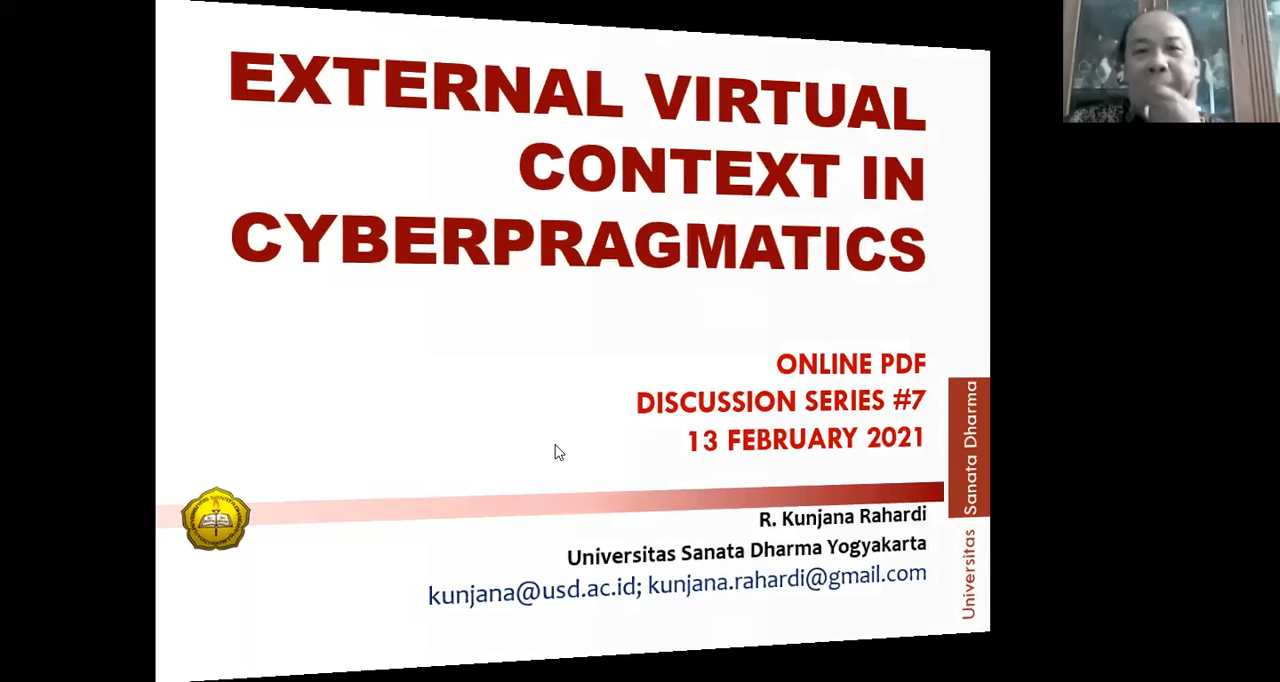 EXTERNAL VIRTUAL
CONTEXT IN
CYBERPRAGMATICS
ONLINE PDF
DISCUSSION SERIES #7
13 FEBRUARY 2021
R. Kunjana Rahardi
Universitas Sanata Dharma Yogyakarta
kunjana@usd.ac.id; kunjana.rahardi@gmail.com
Universitas Sanata Dharma